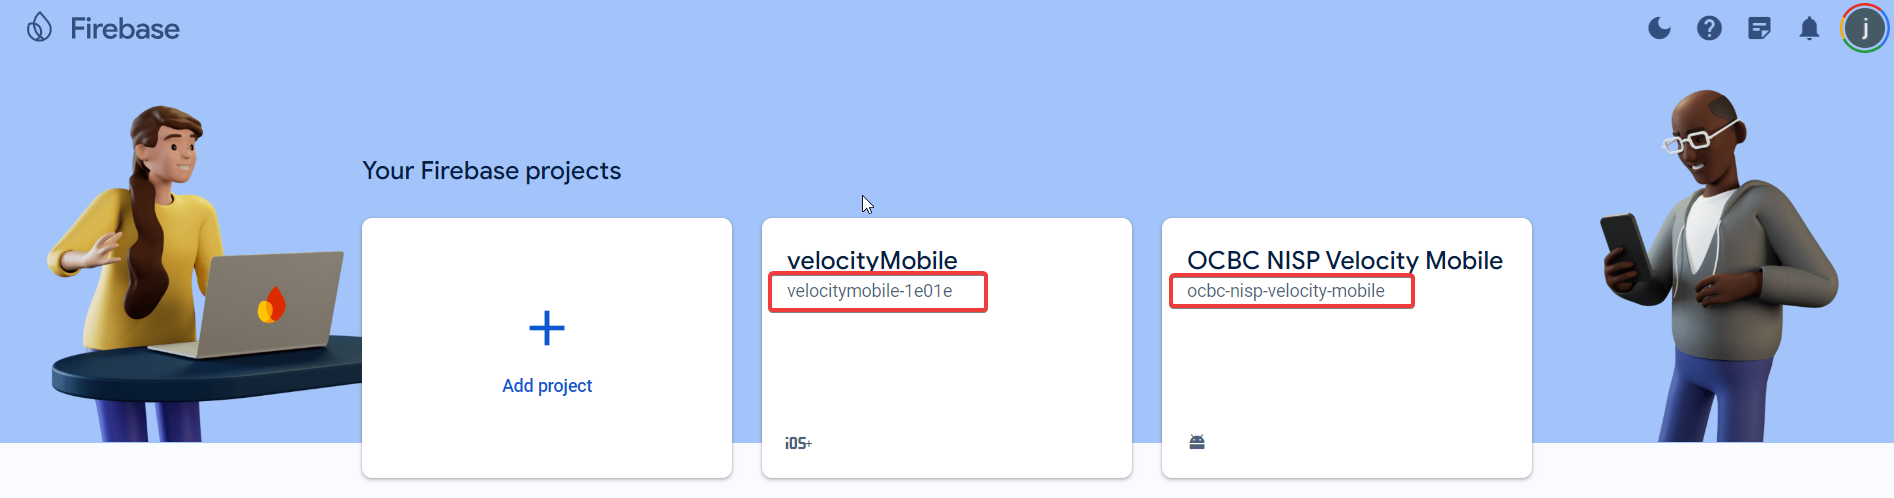 Firebase
j
Your Firebase projects
Add project
velocityMobile
velocitymobile-1e01e
iOS+
OCBC NISP Velocity Mobile
ocbc-nisp-velocity-mobile